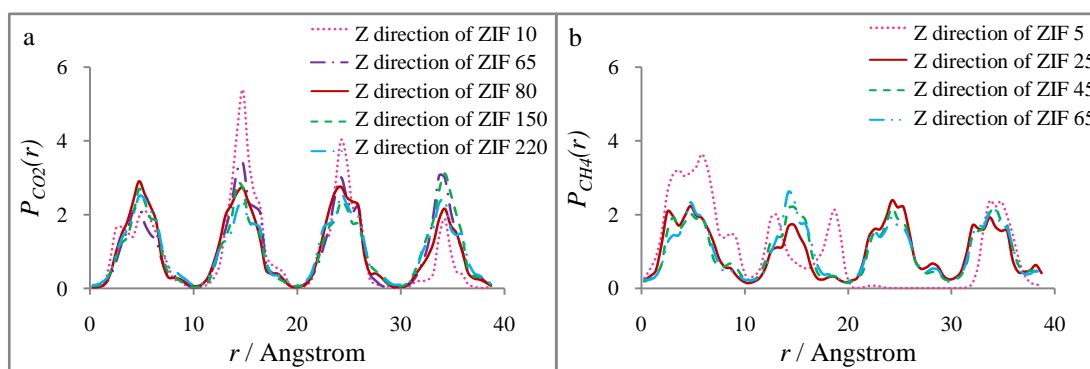 a
Z direction of ZIF 10
Z direction of ZIF 65
Z direction of ZIF 80
Z direction of ZIF 150
Z direction of ZIF 220
6
4
2
0
P_CO2(r)
0 10 20 30 40
r / Angstrom
b
Z direction of ZIF 5
Z direction of ZIF 25
Z direction of ZIF 45
Z direction of ZIF 65
6
4
2
0
P_CH4(r)
0 10 20 30 40
r / Angstrom